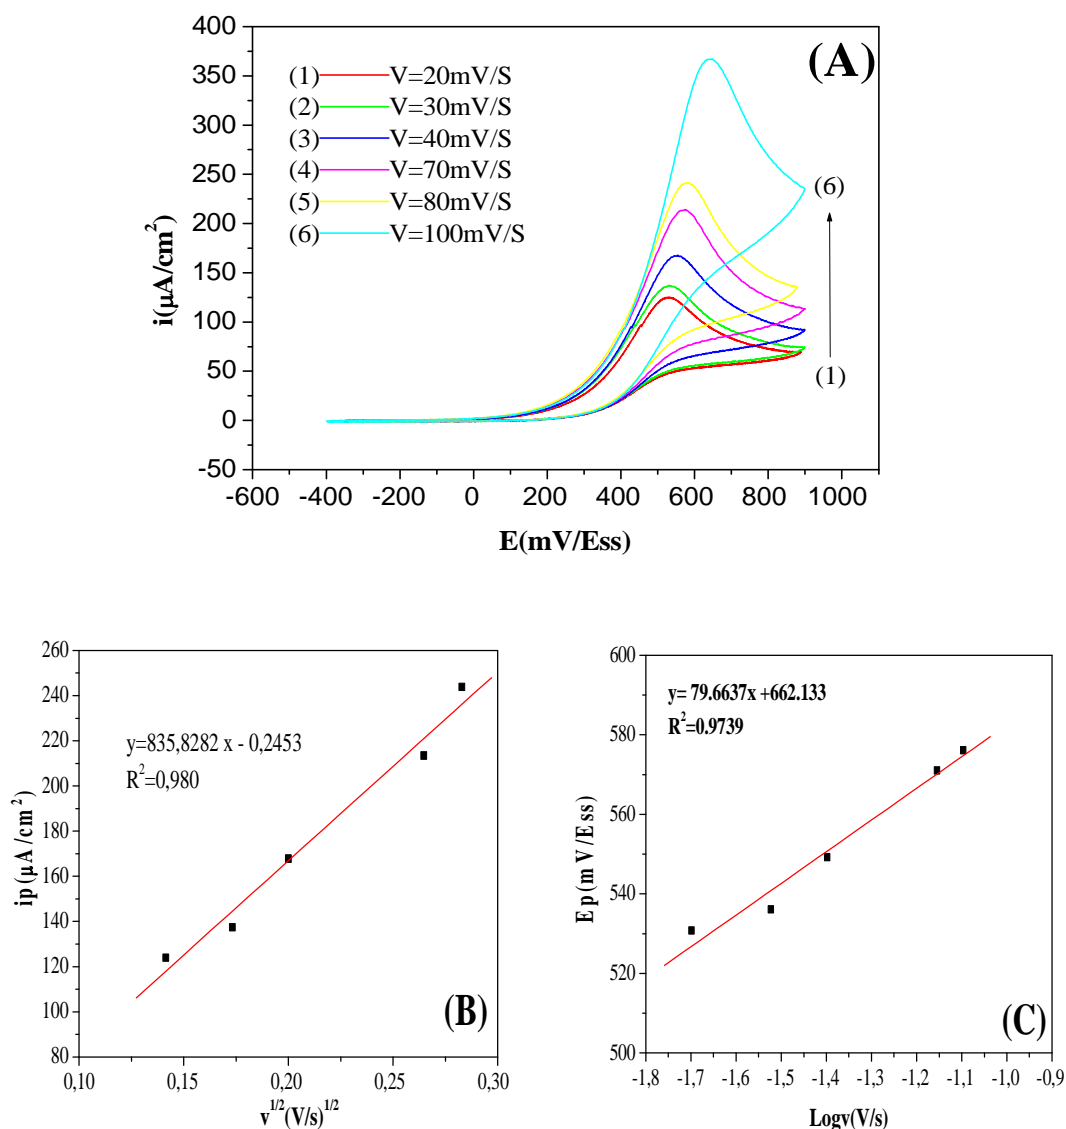 (A)
400
350
300
250
200
150
100
50
0
-50
(1) V=20mV/S
(2) V=30mV/S
(3) V=40mV/S
(4) V=70mV/S
(5) V=80mV/S
(6) V=100mV/S
(6)
(1)
i(µA/cm²)
-600 -400 -200 0 200 400 600 800 1000
E(mV/Ess)
260
240
220
200
180
160
140
120
100
80
y=835,8282 x - 0,2453
R²=0,980
ip(µA/cm²)
(B)
0,10 0,15 0,20 0,25 0,30
v^1/2(V/s)^1/2
600
580
560
540
520
500
y= 79.6637x +662.133
R²=0.9739
Ep(mV/Ess)
(C)
-1,8 -1,7 -1,6 -1,5 -1,4 -1,3 -1,2 -1,1 -1,0 -0,9
Logv(V/s)